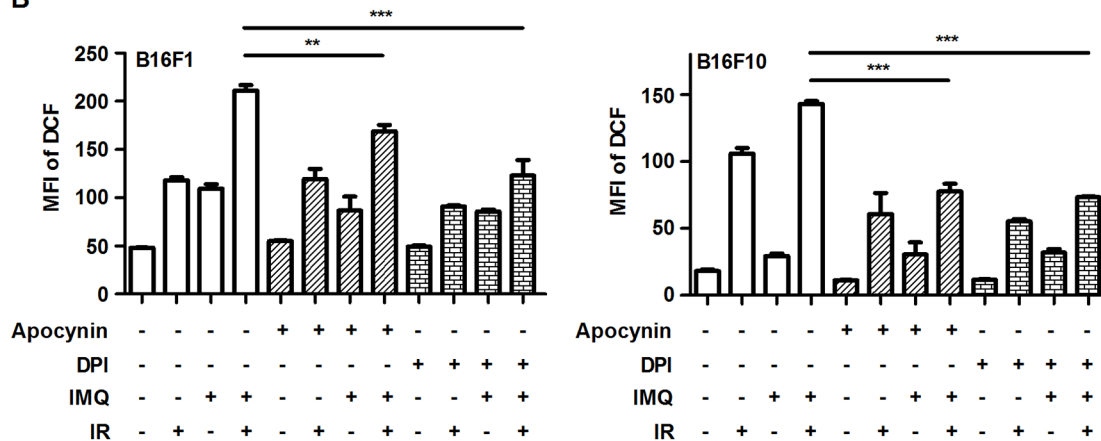 B
*** 
** 
B16F1
MFI of DCF
250
200
150
100
50
0
***
***
B16F10
MFI of DCF
150
100
50
0
Apocynin - - - - + + + + - - - -
DPI - - - - - - - - + + + +
IMQ - - + + - - + + - - + +
IR - + - + - + - + - + - +
Apocynin - - - - + + + + - - - -
DPI - - - - - - - - + + + +
IMQ - - + + - - + + - - + +
IR - + - + - + - + - + - +